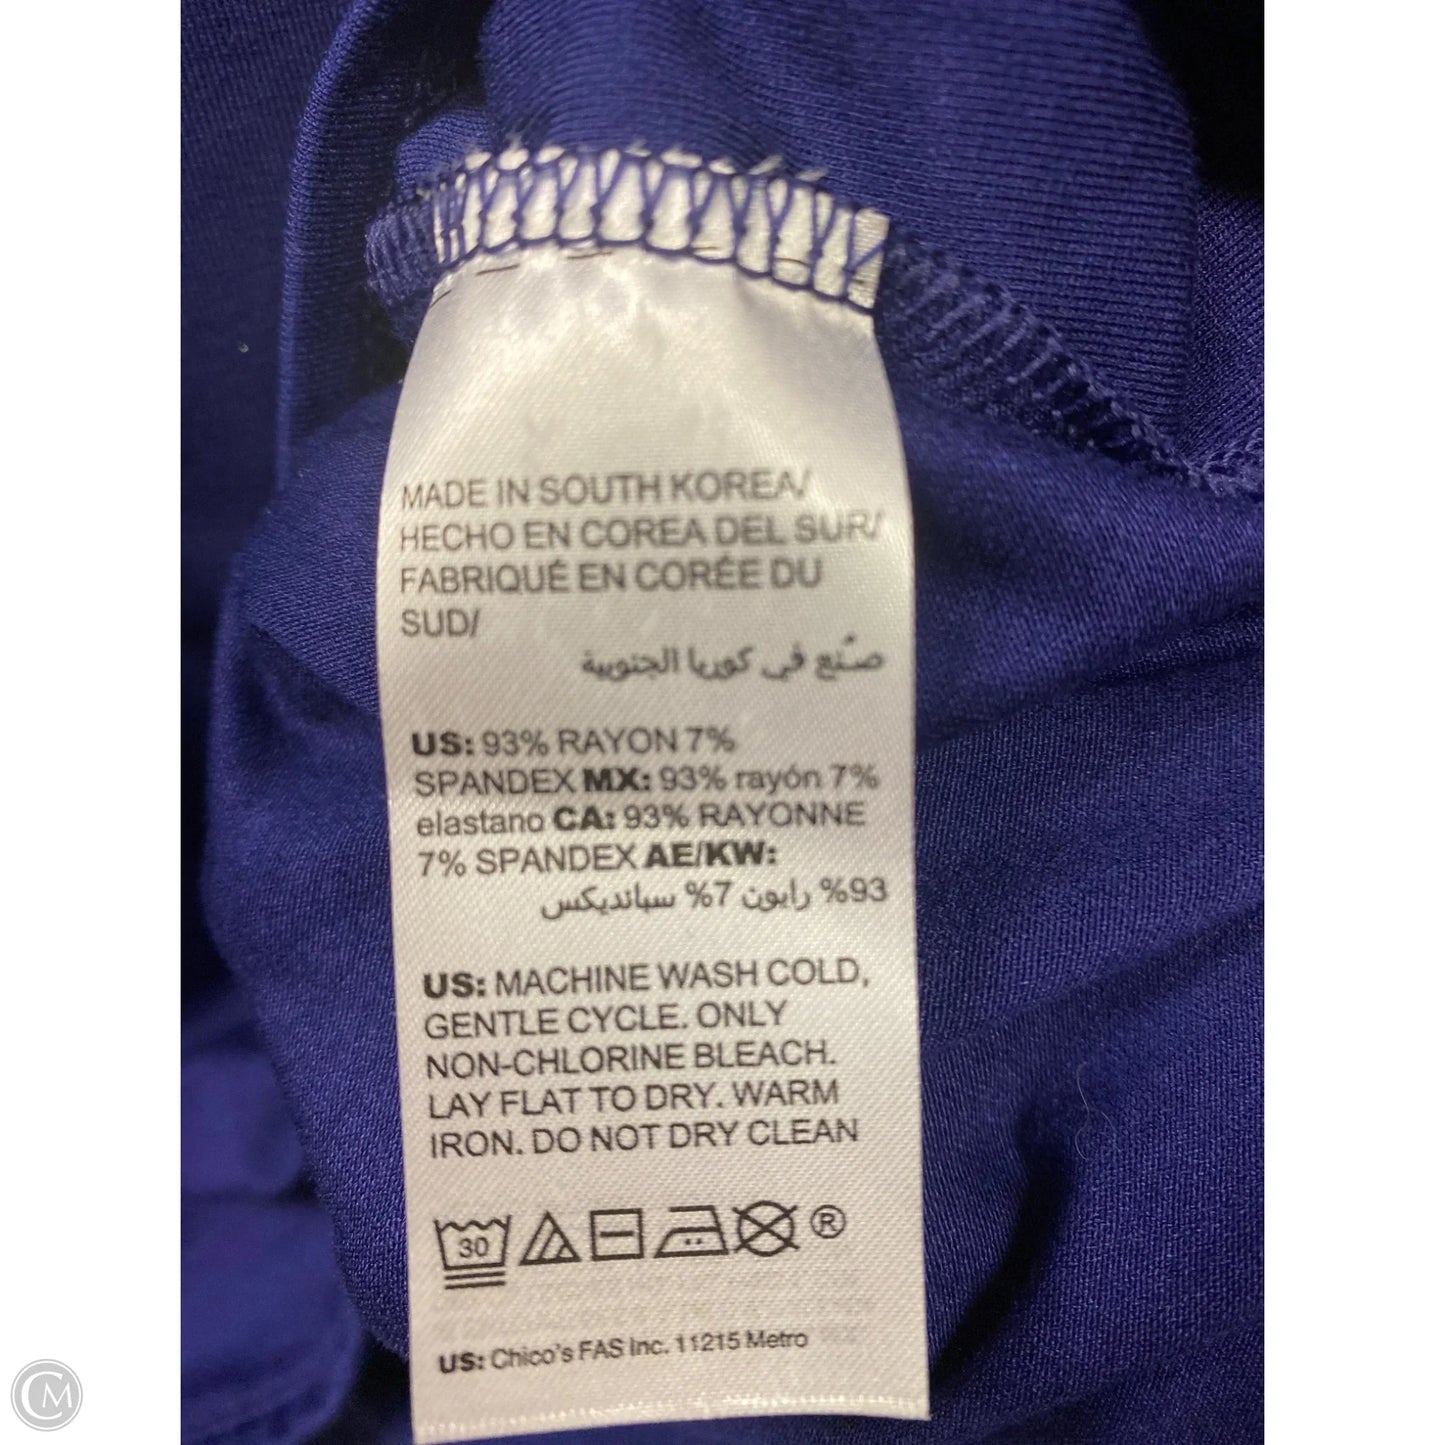 MADE IN SOUTH KOREA/
HECHO EN COREA DEL SUR/
FABRIQUÉ EN CORÉE DU
SUD/
صُنع في كوريا الجنوبية
US: 93% RAYON 7%
SPANDEX MX: 93% rayón 7%
elastano CA: 93% RAYONNE
7% SPANDEX AE/KW:
93% رايون 7% سباندیكس
US: MACHINE WASH COLD,
GENTLE CYCLE. ONLY
NON-CHLORINE BLEACH.
LAY FLAT TO DRY. WARM
IRON. DO NOT DRY CLEAN
30 ®
US: Chico's FAS Inc. 11215 Metro
CM